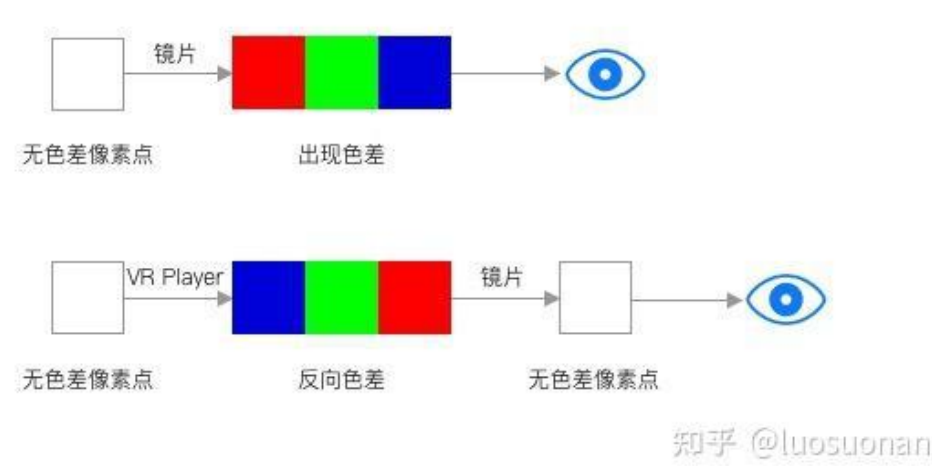 镜片
无色差像素点
出现色差
VR Player
镜片
无色差像素点
反向色差
无色差像素点
知乎 @luosuonan